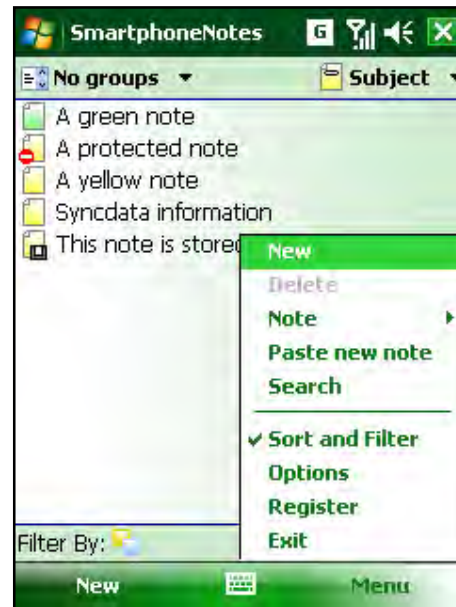 SmartphoneNotes G
No groups Subject
A green note
A protected note
A yellow note
Syncdata information
This note is stored
New
Delete
Note
Paste new note
Search
Sort and Filter
Options
Register
Exit
Filter By:
New Menu